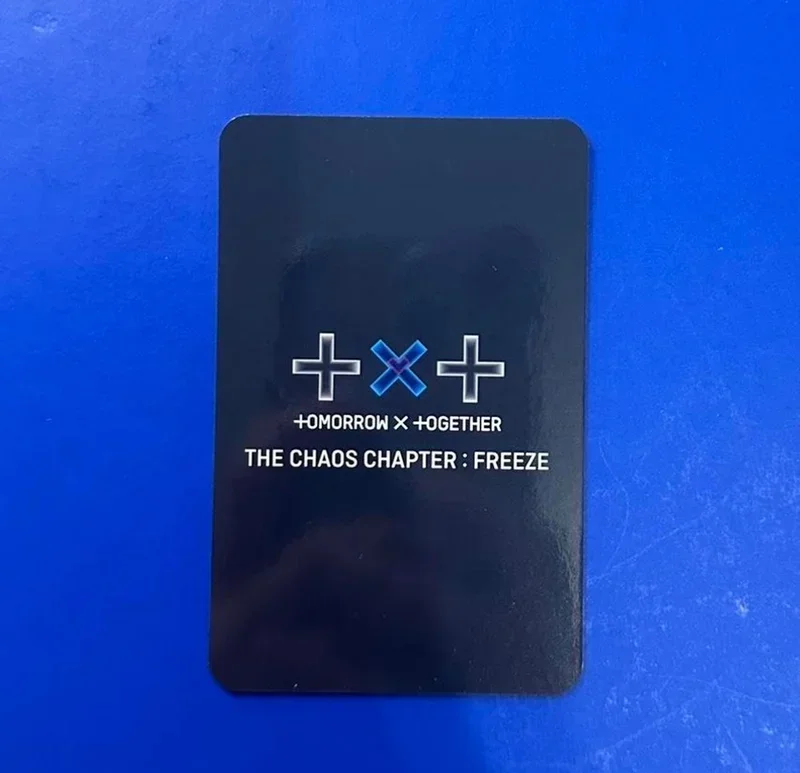 +×+
+OMORROW × +OGETHER
THE CHAOS CHAPTER : FREEZE